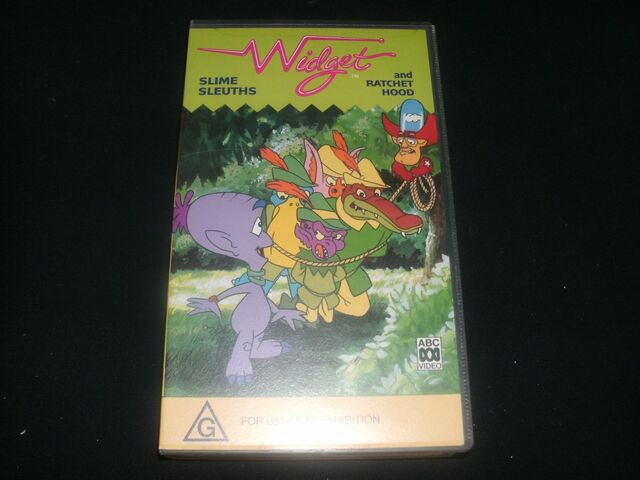 Widget
TM
SLIME
SLEUTHS
and
RATCHET
HOOD
ABC
VIDEO
G
FOR GENERAL EXHIBITION